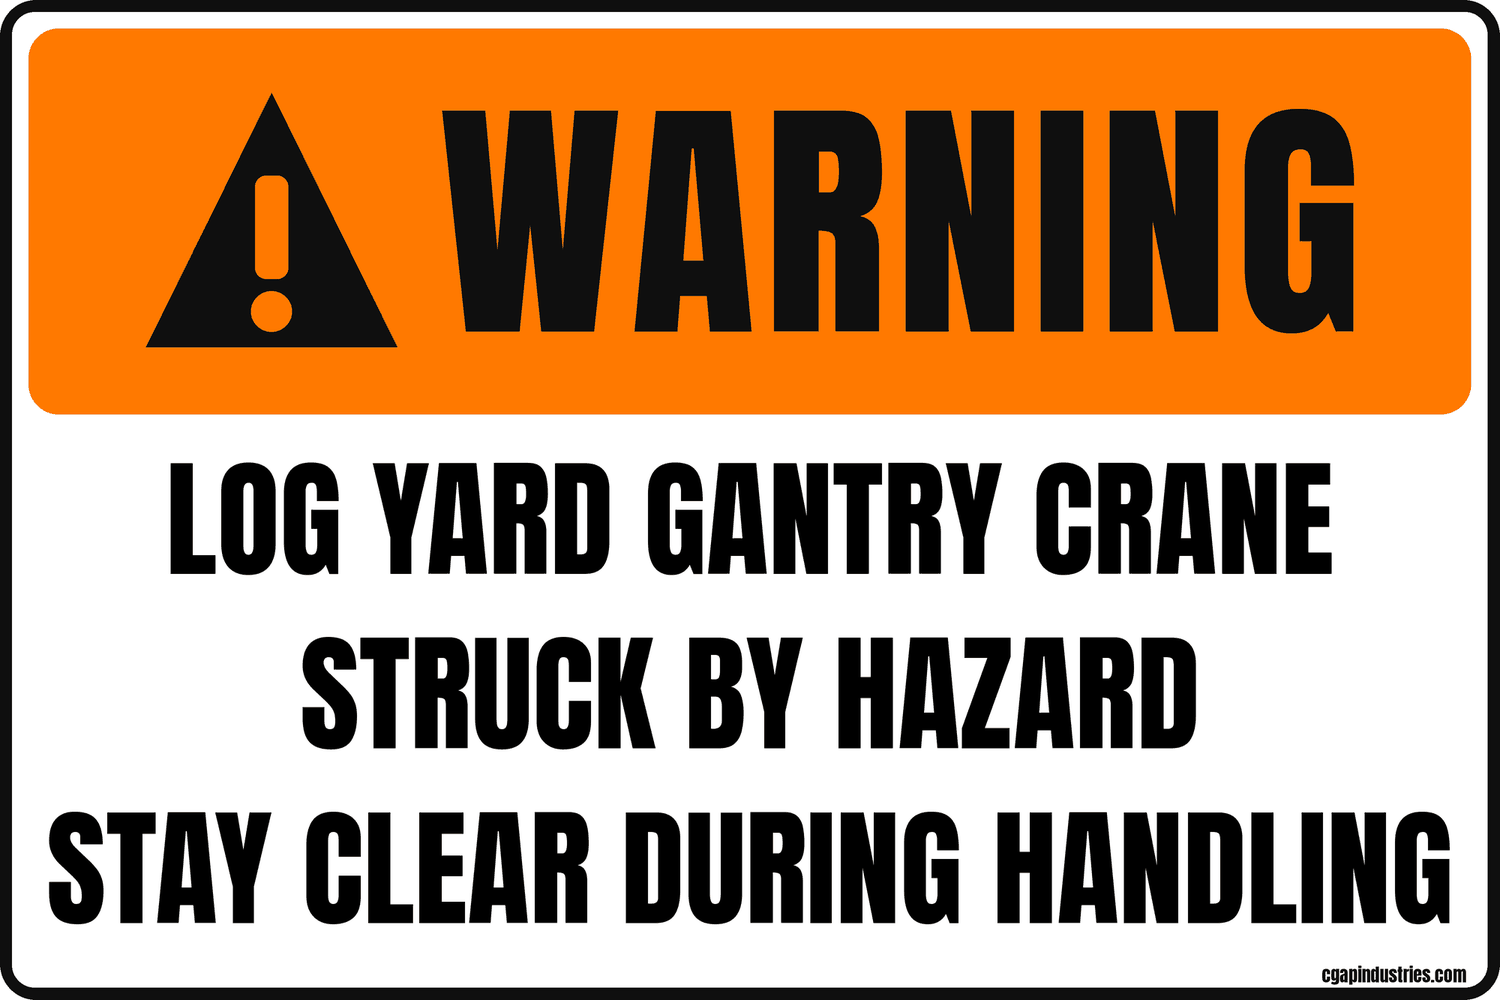 WARNING
LOG YARD GANTRY CRANE
STRUCK BY HAZARD
STAY CLEAR DURING HANDLING
cgapindustries.com